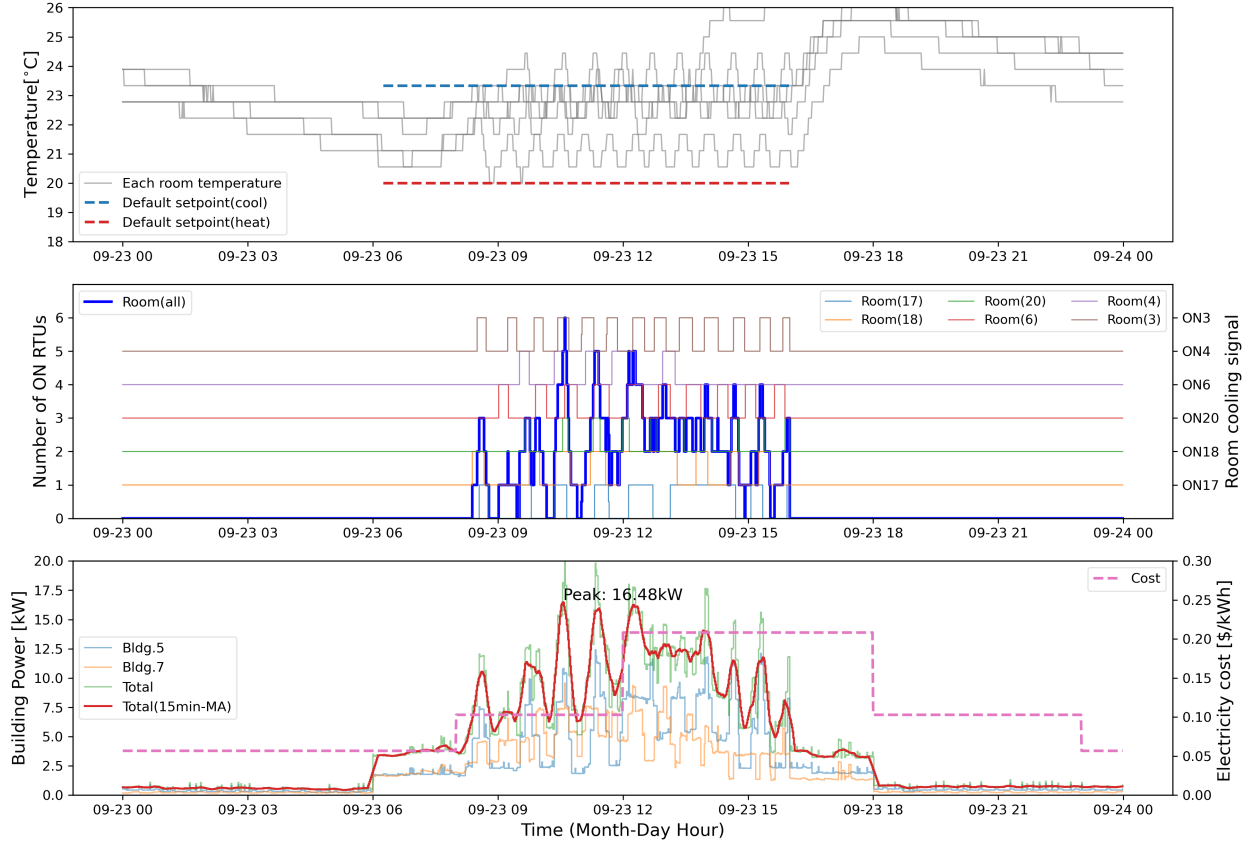 26
25
24
23
22
21
20
19
18
Temperature[°C]
Each room temperature
Default setpoint(cool)
Default setpoint(heat)
09-23 00 09-23 03 09-23 06 09-23 09 09-23 12 09-23 15 09-23 18 09-23 21 09-24 00
6
5
4
3
2
1
0
Number of ON RTUs
Room(all)
Room(17) Room(20) Room(4)
Room(18) Room(6) Room(3)
ON3
ON4
ON6
ON20
ON18
ON17
Room cooling signal
09-23 00 09-23 03 09-23 06 09-23 09 09-23 12 09-23 15 09-23 18 09-23 21 09-24 00
20.0
17.5
15.0
12.5
10.0
7.5
5.0
2.5
0.0
Building Power [kW]
Peak: 16.48kW
Bldg.5
Bldg.7
Total
Total(15min-MA)
Cost
0.30
0.25
0.20
0.15
0.10
0.05
0.00
Electricity cost [$/kWh]
09-23 00 09-23 03 09-23 06 09-23 09 09-23 12 09-23 15 09-23 18 09-23 21 09-24 00
Time (Month-Day Hour)